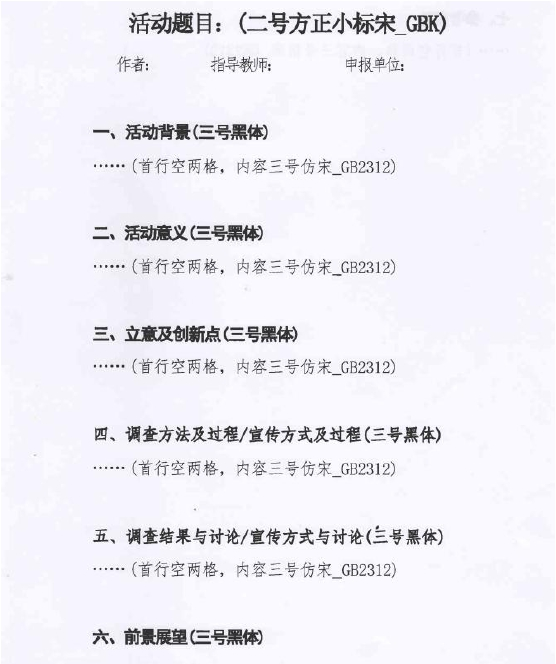 活动题目：(二号方正小标宋_GBK)
作者： 指导教师： 申报单位：
一、活动背景(三号黑体)
……(首行空两格，内容三号仿宋_GB2312)
二、活动意义(三号黑体)
……(首行空两格，内容三号仿宋_GB2312)
三、立意及创新点(三号黑体)
……(首行空两格，内容三号仿宋_GB2312)
四、调查方法及过程/宣传方式及过程(三号黑体)
……(首行空两格，内容三号仿宋_GB2312)
五、调查结果与讨论/宣传方式与讨论(三号黑体)
……(首行空两格，内容三号仿宋_GB2312)
六、前景展望(三号黑体)